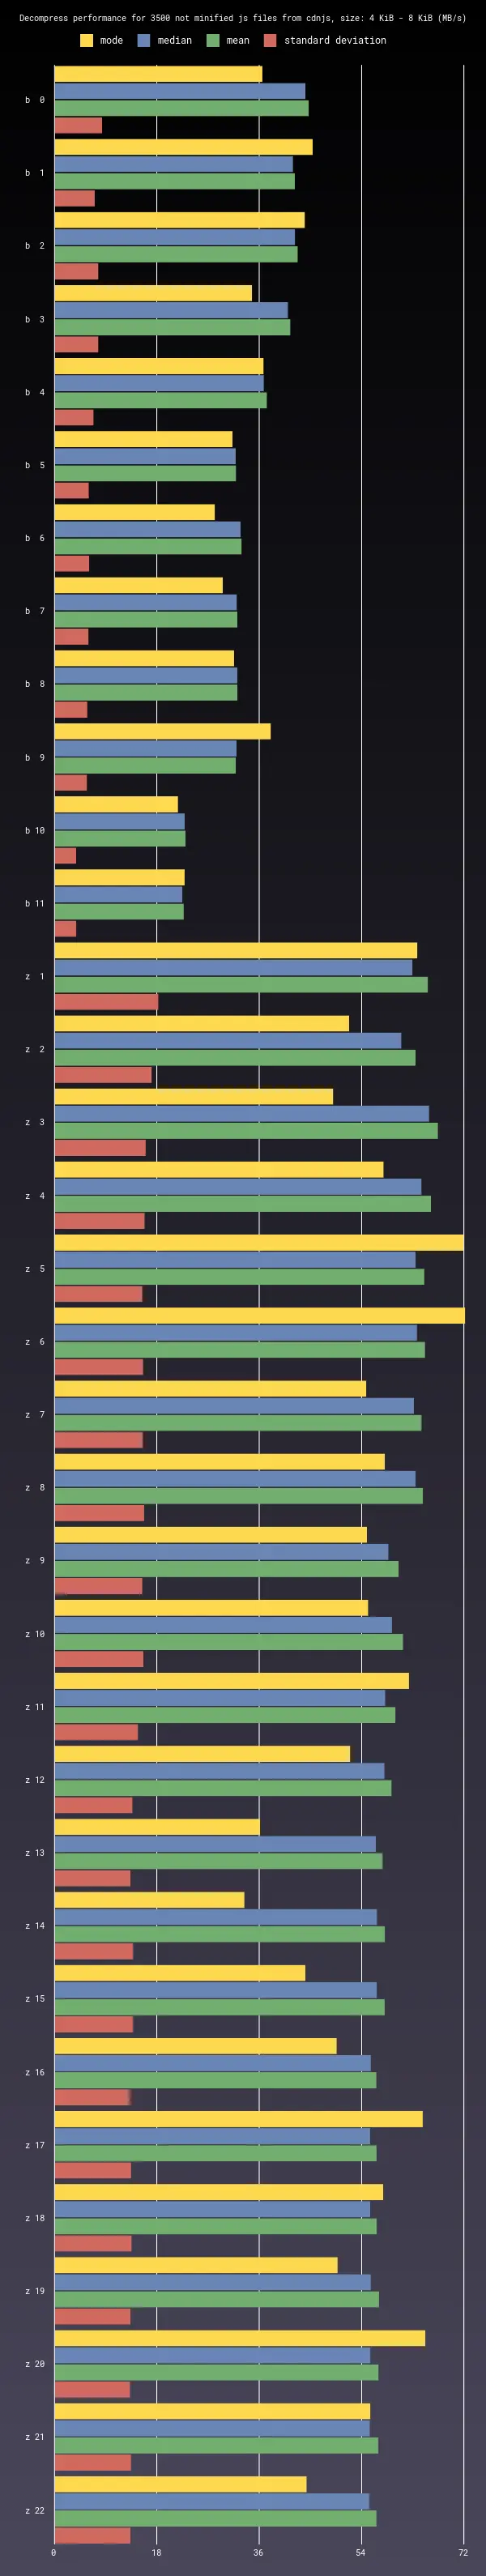 Decompress performance for 3500 not minified js files from cdnjs, size: 4 KiB - 8 KiB (MB/s)
mode median mean standard deviation
b 0
b 1
b 2
b 3
b 4
b 5
b 6
b 7
b 8
b 9
b 10
b 11
z 1
z 2
z 3
z 4
z 5
z 6
z 7
z 8
z 9
z 10
z 11
z 12
z 13
z 14
z 15
z 16
z 17
z 18
z 19
z 20
z 21
z 22
0 18 36 54 72